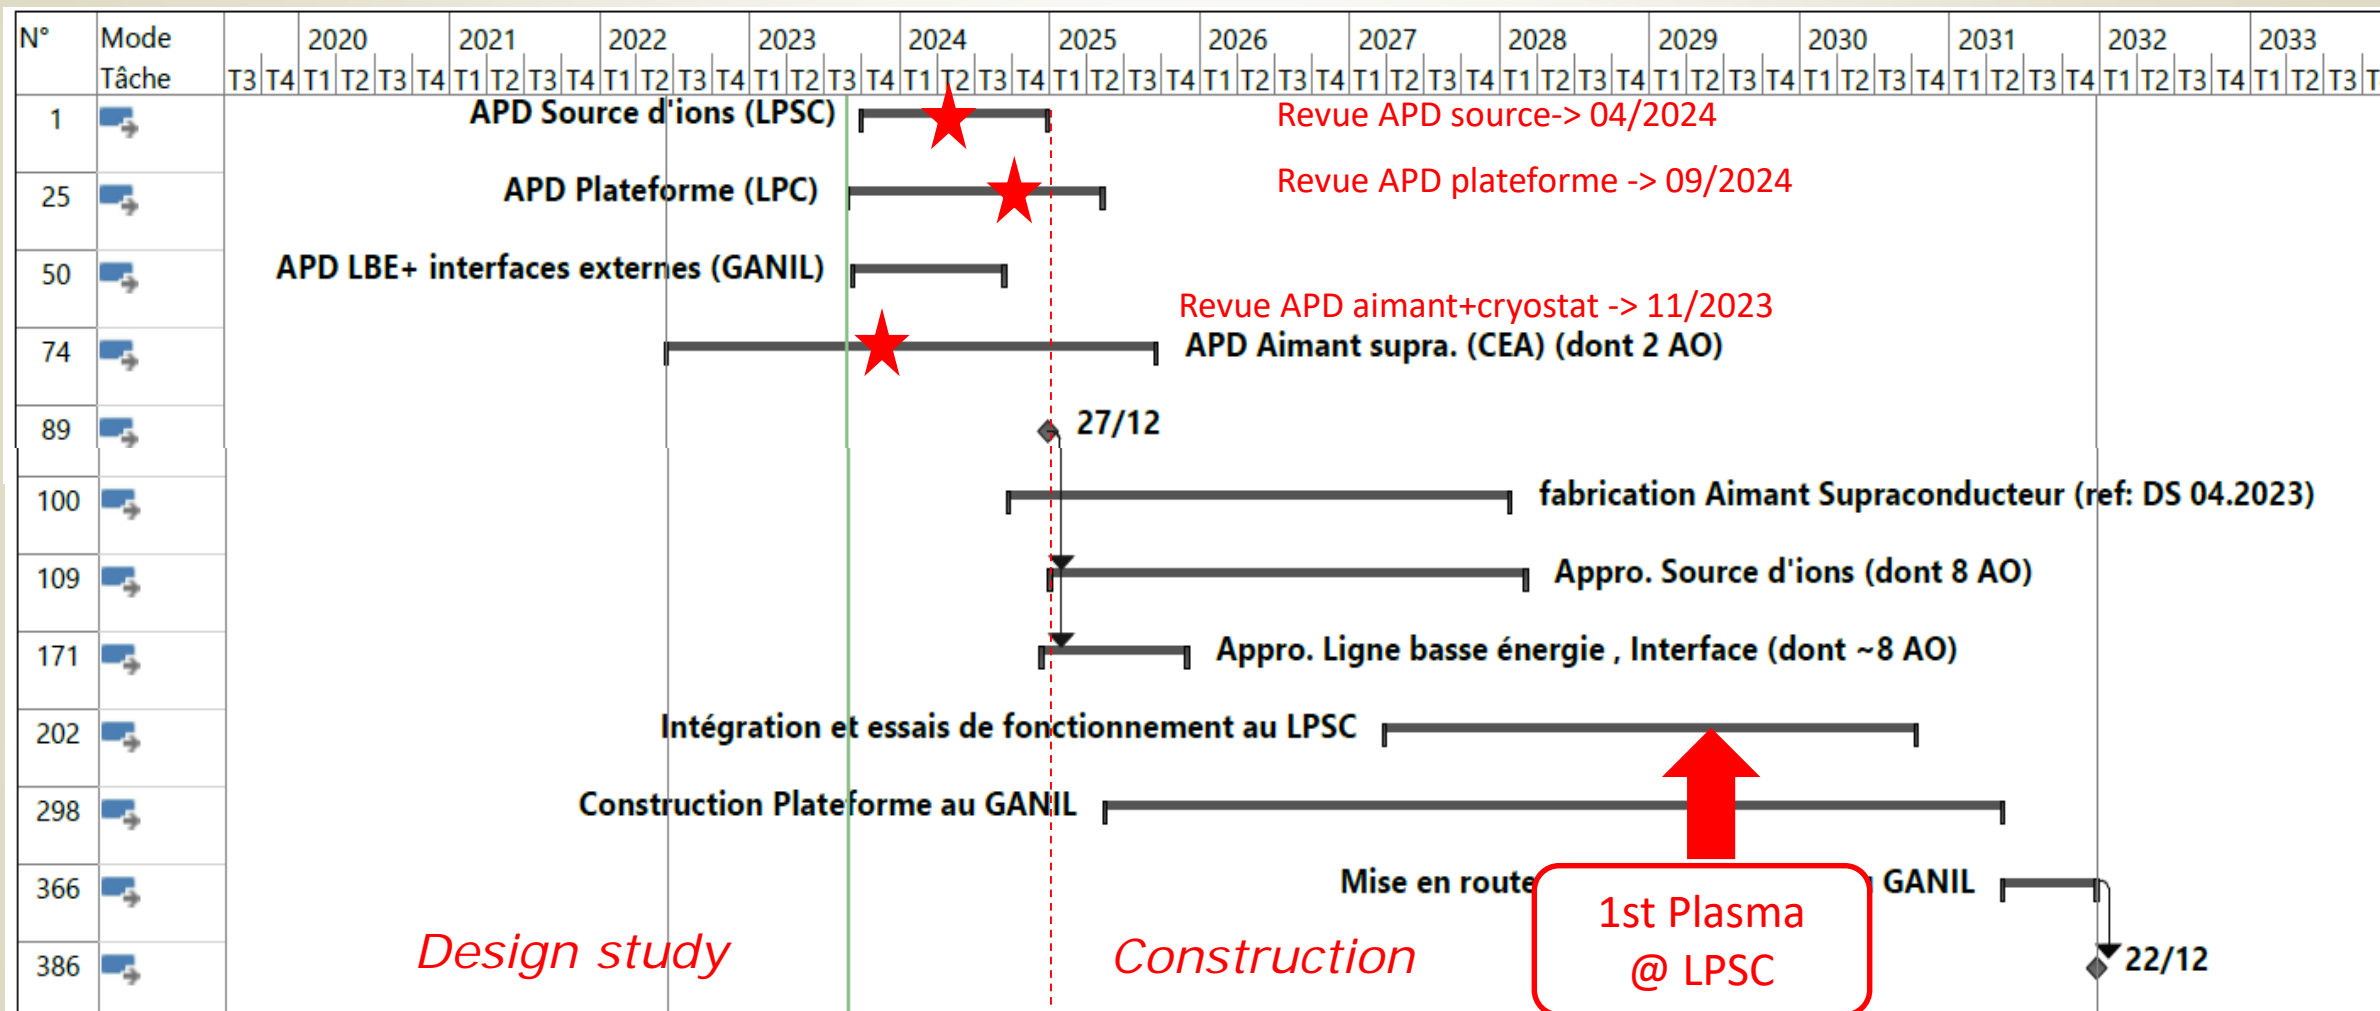 N° Mode 2020 2021 2022 2023 2024 2025 2026 2027 2028 2029 2030 2031 2032 2033
Tâche T3 T4 T1 T2 T3 T4 T1 T2 T3 T4 T1 T2 T3 T4 T1 T2 T3 T4 T1 T2 T3 T4 T1 T2 T3 T4 T1 T2 T3 T4 T1 T2 T3 T4 T1 T2 T3 T4 T1 T2 T3 T4 T1 T2 T3 T4 T1 T2 T3 T4 T1 T2 T3 T4 T1 T2 T3
1 APD Source d'ions (LPSC) Revue APD source-> 04/2024
25 APD Plateforme (LPC) Revue APD plateforme -> 09/2024
50 APD LBE+ interfaces externes (GANIL)
Revue APD aimant+cryostat -> 11/2023
74 APD Aimant supra. (CEA) (dont 2 AO)
89 27/12
100 fabrication Aimant Supraconducteur (ref: DS 04.2023)
109 Appro. Source d'ions (dont 8 AO)
171 Appro. Ligne basse énergie , Interface (dont ~8 AO)
202 Intégration et essais de fonctionnement au LPSC
298 Construction Plateforme au GANIL
366 Mise en route GANIL
1st Plasma
@ LPSC
Design study Construction
386 22/12